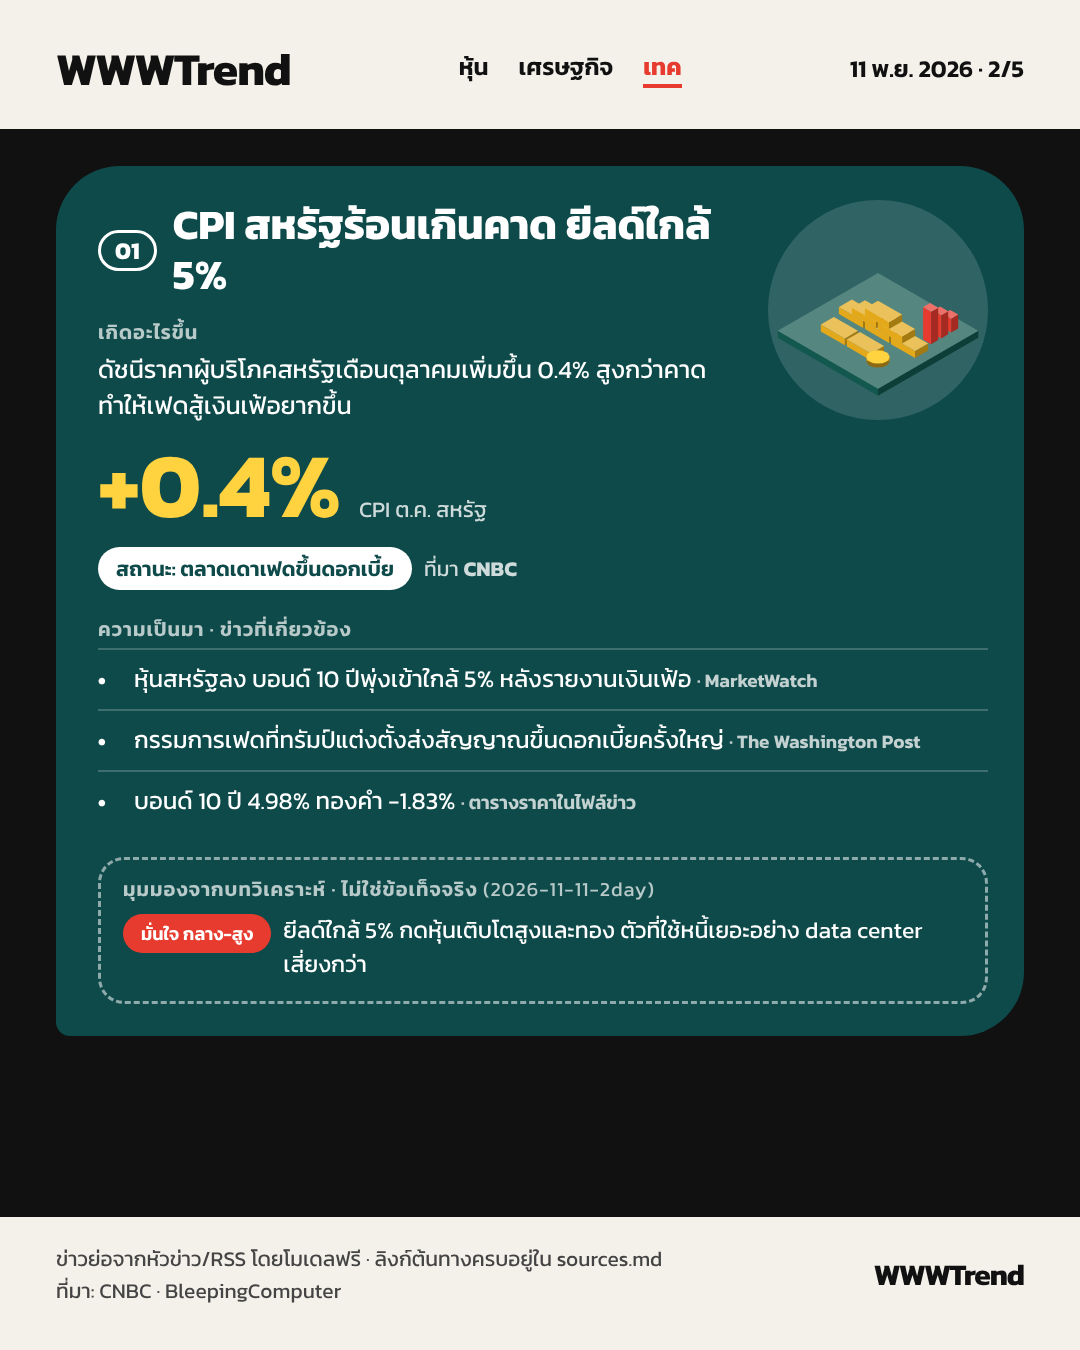 WWWTrend
หุ้น เศรษฐกิจ เทค
11 พ.ย. 2026 · 2/5
01
CPI สหรัฐร้อนเกินคาด ยีลด์ใกล้
5%
เกิดอะไรขึ้น
ดัชนีราคาผู้บริโภคสหรัฐเดือนตุลาคมเพิ่มขึ้น 0.4% สูงกว่าคาด
ทำให้เฟดสู้เงินเฟ้อยากขึ้น
+0.4% CPI ต.ค. สหรัฐ
สถานะ: ตลาดเดาเฟดขึ้นดอกเบี้ย ที่มา CNBC
ความเป็นมา · ข่าวที่เกี่ยวข้อง
• หุ้นสหรัฐลง บอนด์ 10 ปีพุ่งเข้าใกล้ 5% หลังรายงานเงินเฟ้อ · MarketWatch
• กรรมการเฟดที่ทรัมป์แต่งตั้งส่งสัญญาณขึ้นดอกเบี้ยครั้งใหญ่ · The Washington Post
• บอนด์ 10 ปี 4.98% ทองคำ -1.83% · ตารางราคาในไฟล์ข่าว
มุมมองจากบทวิเคราะห์ · ไม่ใช่ข้อเท็จจริง (2026-11-11-2day)
มั่นใจ กลาง-สูง ยีลด์ใกล้ 5% กดหุ้นเติบโตสูงและทอง ตัวที่ใช้หนี้เยอะอย่าง data center
เสี่ยงกว่า
ข่าวย่อจากหัวข่าว/RSS โดยโมเดลฟรี · ลิงก์ต้นทางครบอยู่ใน sources.md
ที่มา: CNBC · BleepingComputer
WWWTrend